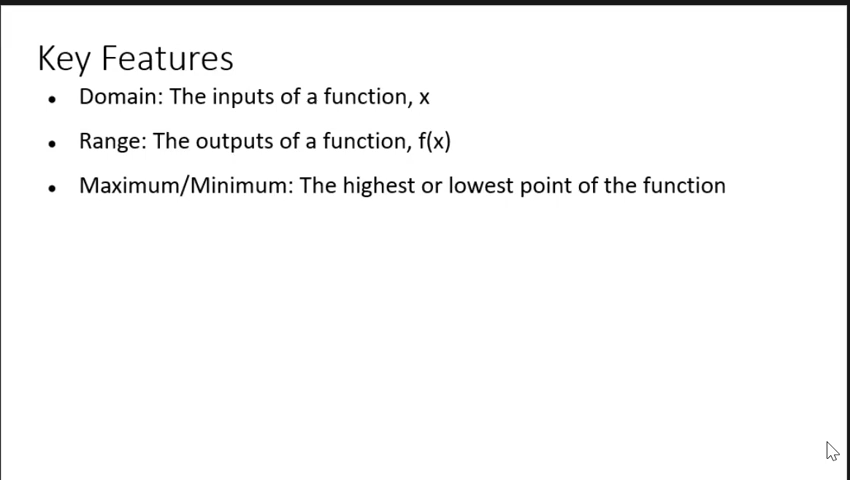 Key Features
• Domain: The inputs of a function, x
• Range: The outputs of a function, f(x)
• Maximum/Minimum: The highest or lowest point of the function